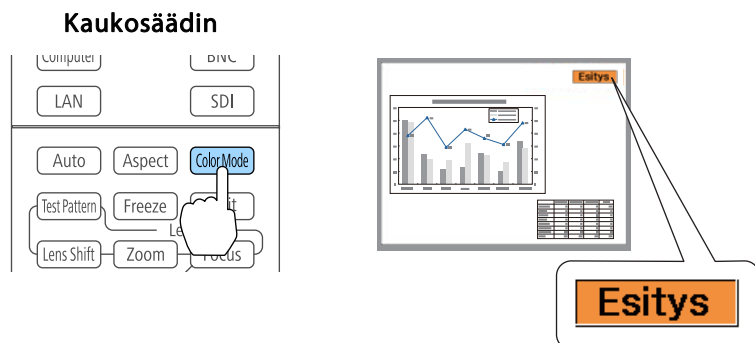 Kaukosäädin
Computer BNC
LAN SDI
Auto Aspect Color Mode
Test Pattern Freeze
Lens Shift Zoom Focus
Esitys
Esitys